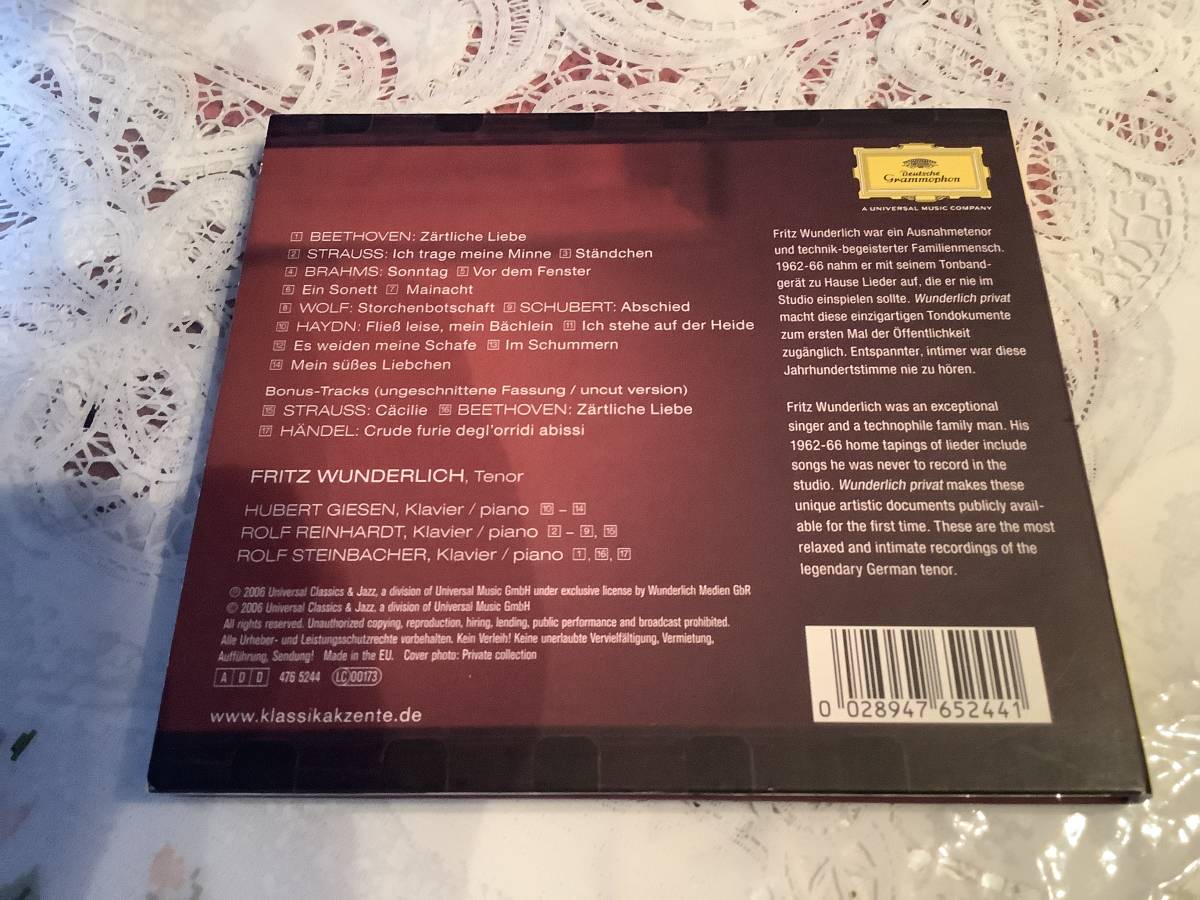 Deutsche
Grammophon
A UNIVERSAL MUSIC COMPANY
1 BEETHOVEN: Zärtliche Liebe
2 STRAUSS: Ich trage meine Minne 3 Ständchen
4 BRAHMS: Sonntag 5 Vor dem Fenster
6 Ein Sonett 7 Mainacht
8 WOLF: Storchenbotschaft 9 SCHUBERT: Abschied
10 HAYDN: Fließ leise, mein Bächlein 11 Ich stehe auf der Heide
12 Es weiden meine Schafe 13 Im Schummern
14 Mein süßes Liebchen
Bonus-Tracks (ungeschnittene Fassung / uncut version)
15 STRAUSS: Cäcilie 16 BEETHOVEN: Zärtliche Liebe
17 HÄNDEL: Crude furie degl'orridi abissi
FRITZ WUNDERLICH, Tenor
HUBERT GIESEN, Klavier / piano 10 – 14
ROLF REINHARDT, Klavier / piano 2 – 9, 15
ROLF STEINBACHER, Klavier / piano 1, 16, 17
℗ 2006 Universal Classics & Jazz, a division of Universal Music GmbH under exclusive license by Wunderlich Medien GbR
© 2006 Universal Classics & Jazz, a division of Universal Music GmbH
All rights reserved. Unauthorized copying, reproduction, hiring, lending, public performance and broadcast prohibited.
Alle Urheber- und Leistungsschutzrechte vorbehalten. Kein Verleih! Keine unerlaubte Vervielfältigung, Vermietung,
Aufführung, Sendung! Made in the EU. Cover photo: Private collection
A D D 476 5244 LC 00173
www.klassikakzente.de
Fritz Wunderlich war ein Ausnahmetenor
und technik-begeisterter Familienmensch.
1962-66 nahm er mit seinem Tonband-
gerät zu Hause Lieder auf, die er nie im
Studio einspielen sollte. Wunderlich privat
macht diese einzigartigen Tondokumente
zum ersten Mal der Öffentlichkeit
zugänglich. Entspannter, intimer war diese
Jahrhundertstimme nie zu hören.
Fritz Wunderlich was an exceptional
singer and a technophile family man. His
1962-66 home tapings of lieder include
songs he was never to record in the
studio. Wunderlich privat makes these
unique artistic documents publicly avail-
able for the first time. These are the most
relaxed and intimate recordings of the
legendary German tenor.
0 028947 652441